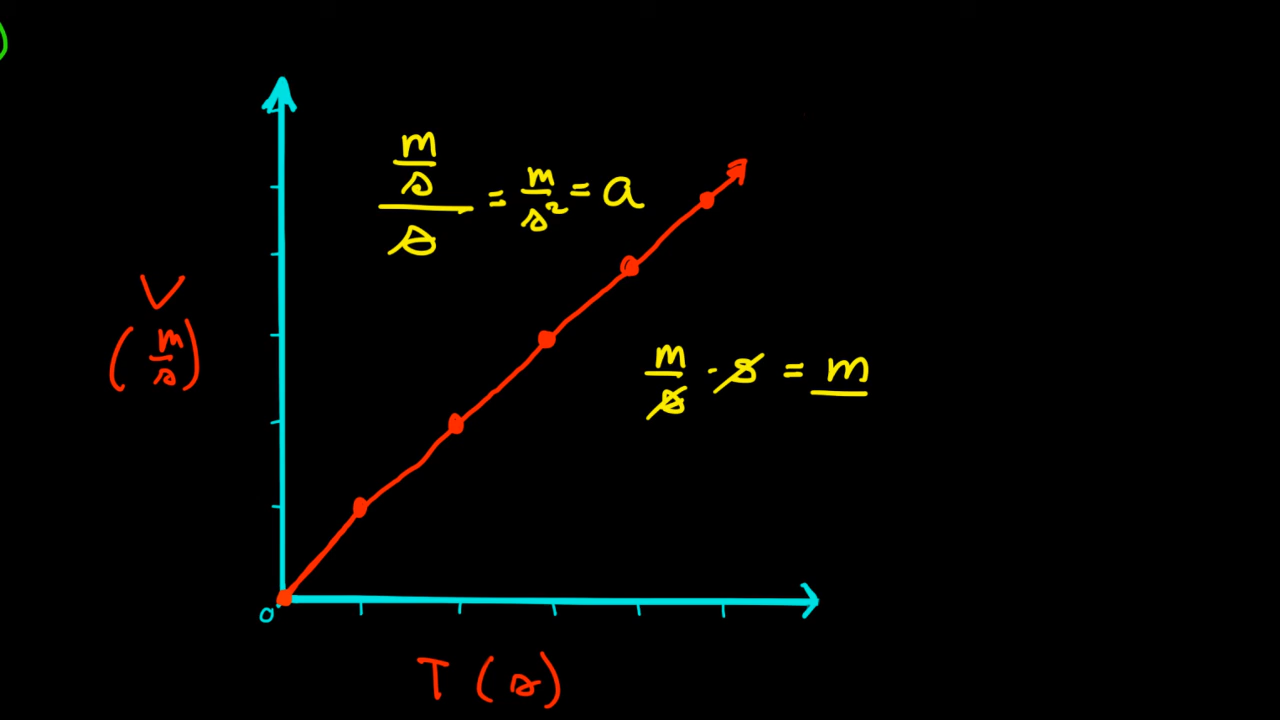 m/s / s = m/s² = a
V
(m/s)
m/s · s = m
0
T (s)